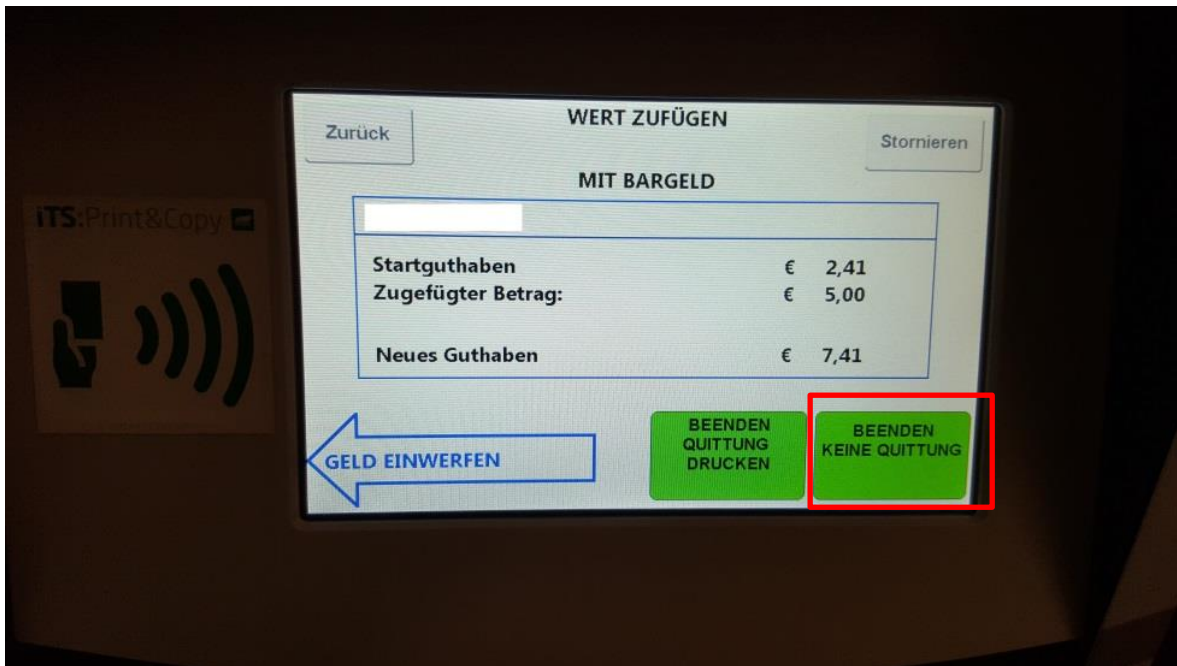 WERT ZUFÜGEN
Zurück
Stornieren
MIT BARGELD
iTS:Print&Copy
Startguthaben € 2,41
Zugefügter Betrag: € 5,00
Neues Guthaben € 7,41
GELD EINWERFEN
BEENDEN
QUITTUNG
DRUCKEN
BEENDEN
KEINE QUITTUNG